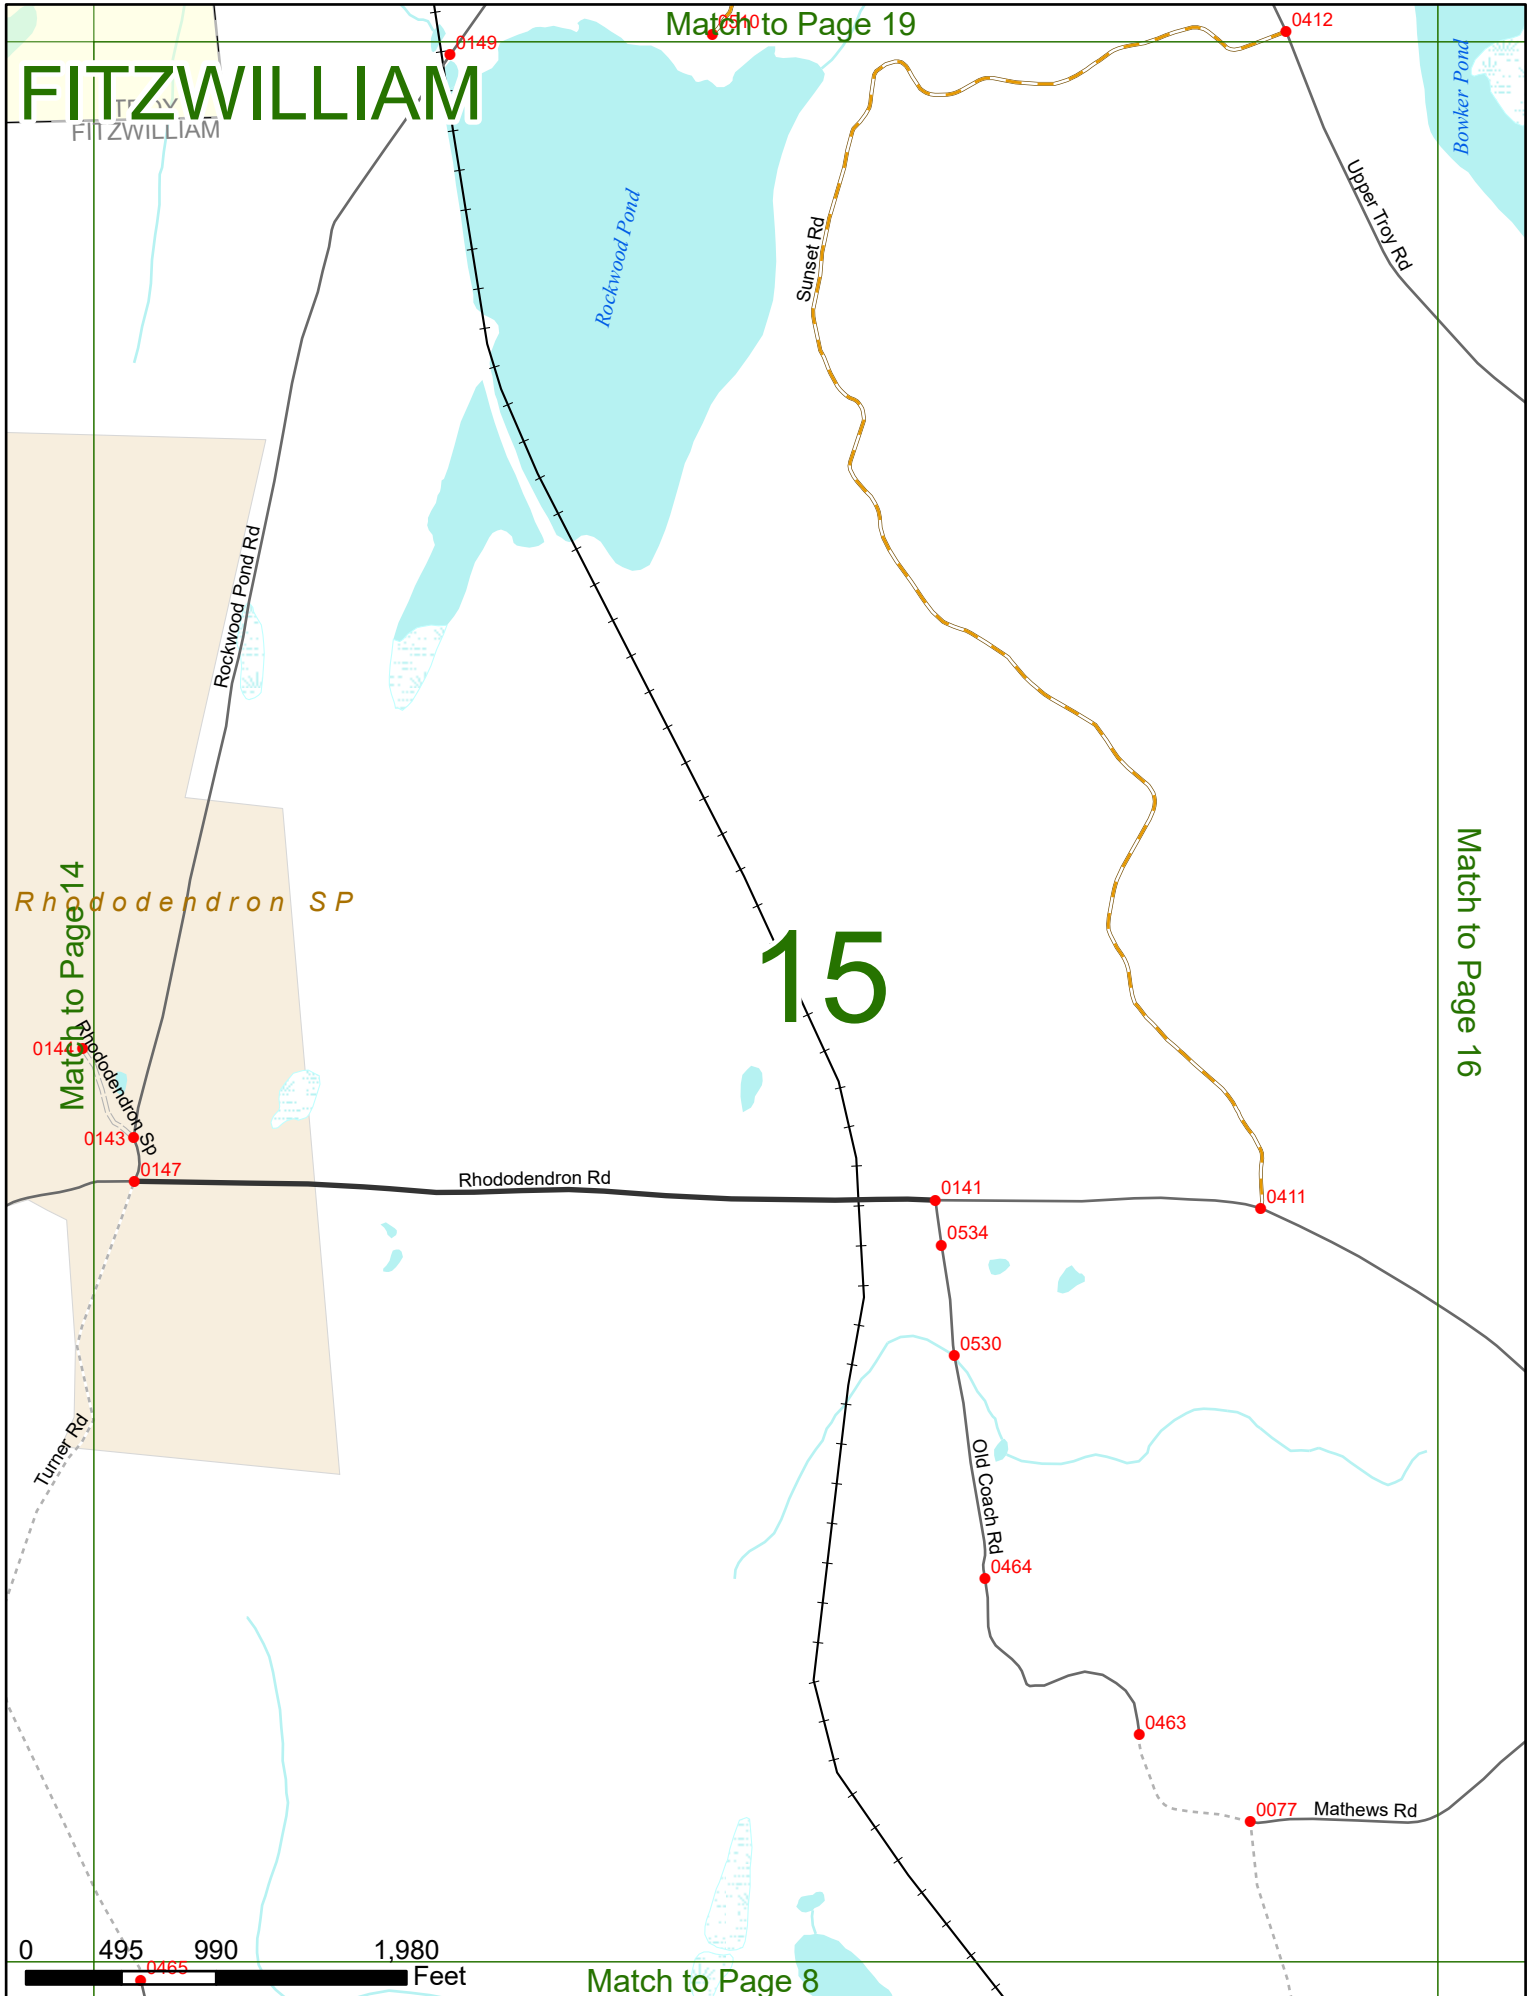 Match to Page 19
0510
0412
0149
FITZWILLIAM
TROY
FITZWILLIAM
Bowker Pond
Upper Troy Rd
Rockwood Pond
Sunset Rd
Rockwood Pond Rd
Rhododendron SP
Match to Page 14
Match to Page 16
15
0144
Rhododendron Sp
0143
0147
Rhododendron Rd
0141
0411
0534
0530
Turner Rd
Old Coach Rd
0464
0463
0077
Mathews Rd
0 495 990 1,980
0465
Feet
Match to Page 8